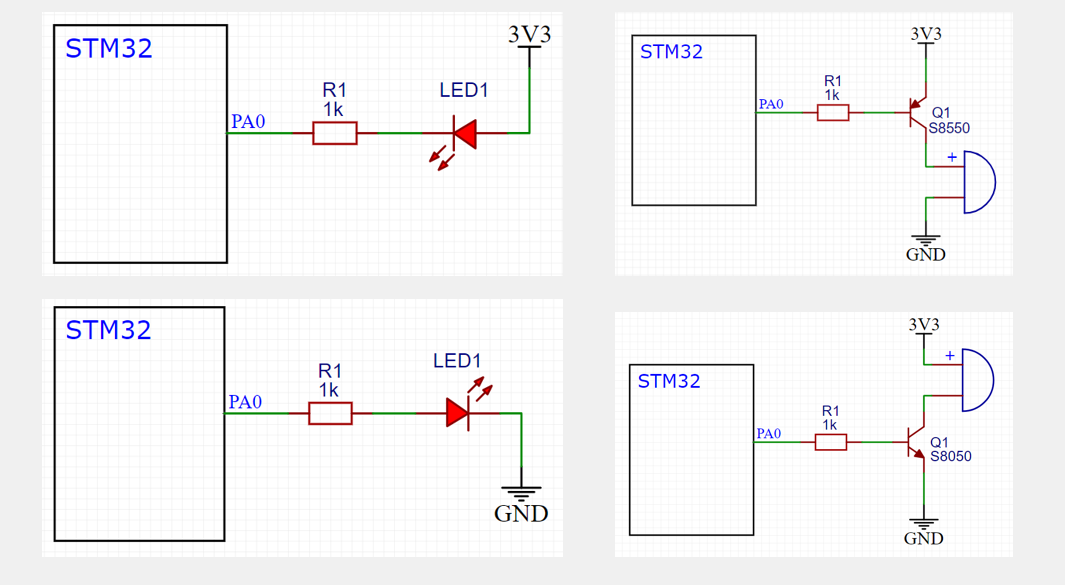 STM32
PA0
R1
1k
LED1
3V3
STM32
PA0
R1
1k
3V3
Q1
S8550
+
GND
STM32
PA0
R1
1k
LED1
GND
STM32
PA0
R1
1k
3V3
+
Q1
S8050
GND